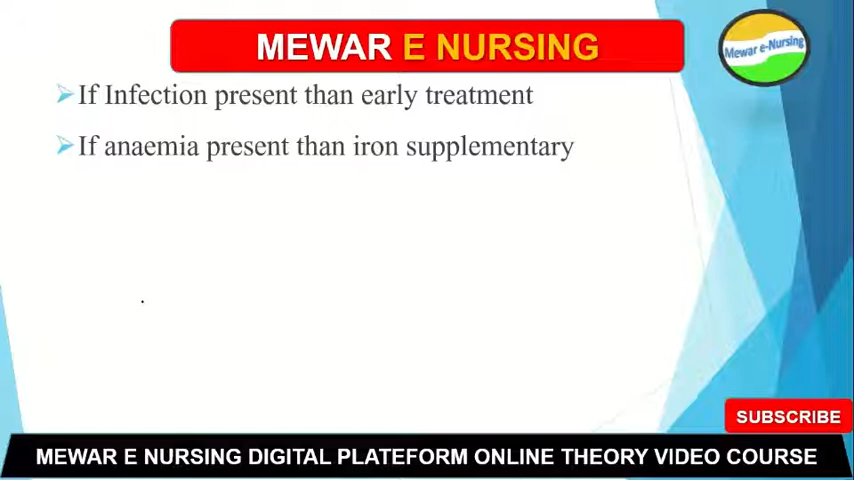 MEWAR E NURSING
Mewar e-Nursing
If Infection present than early treatment
If anaemia present than iron supplementary
SUBSCRIBE
MEWAR E NURSING DIGITAL PLATEFORM ONLINE THEORY VIDEO COURSE